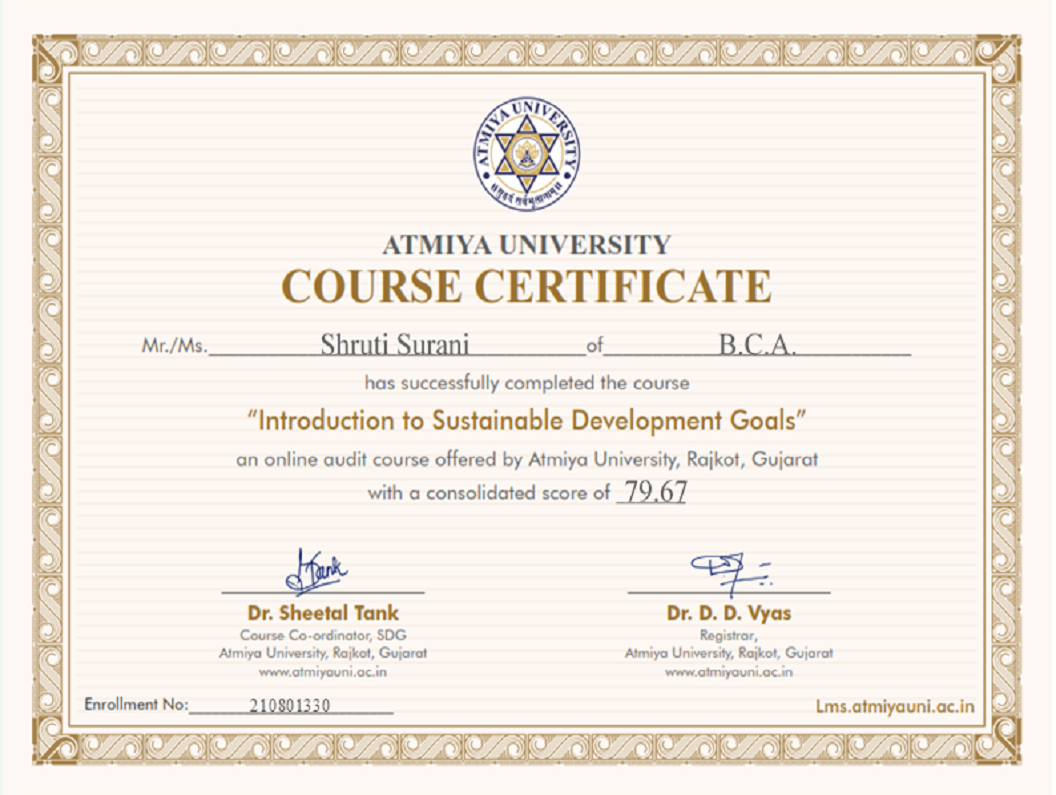 ATMIYA UNIVERSITY
॥सुहृदं सर्वभूतानाम्॥
ATMIYA UNIVERSITY
COURSE CERTIFICATE
Mr./Ms. Shruti Surani of B.C.A.
has successfully completed the course
“Introduction to Sustainable Development Goals”
an online audit course offered by Atmiya University, Rajkot, Gujarat
with a consolidated score of 79.67
Tank
Dr. Sheetal Tank
Course Co-ordinator, SDG
Atmiya University, Rajkot, Gujarat
www.atmiyauni.ac.in
Dr. D. D. Vyas
Registrar,
Atmiya University, Rajkot, Gujarat
www.atmiyauni.ac.in
Enrollment No: 210801330
Lms.atmiyauni.ac.in